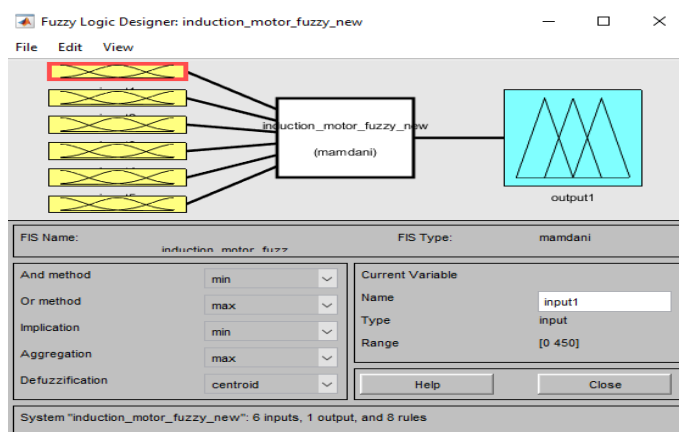 Fuzzy Logic Designer: induction_motor_fuzzy_new
File Edit View
induction_motor_fuzzy_new
(mamdani)
output1
FIS Name: FIS Type: mamdani
induction_motor_fuzz
And method min
Or method max
Implication min
Aggregation max
Defuzzification centroid
Current Variable
Name input1
Type input
Range [0 450]
Help Close
System "induction_motor_fuzzy_new": 6 inputs, 1 output, and 8 rules